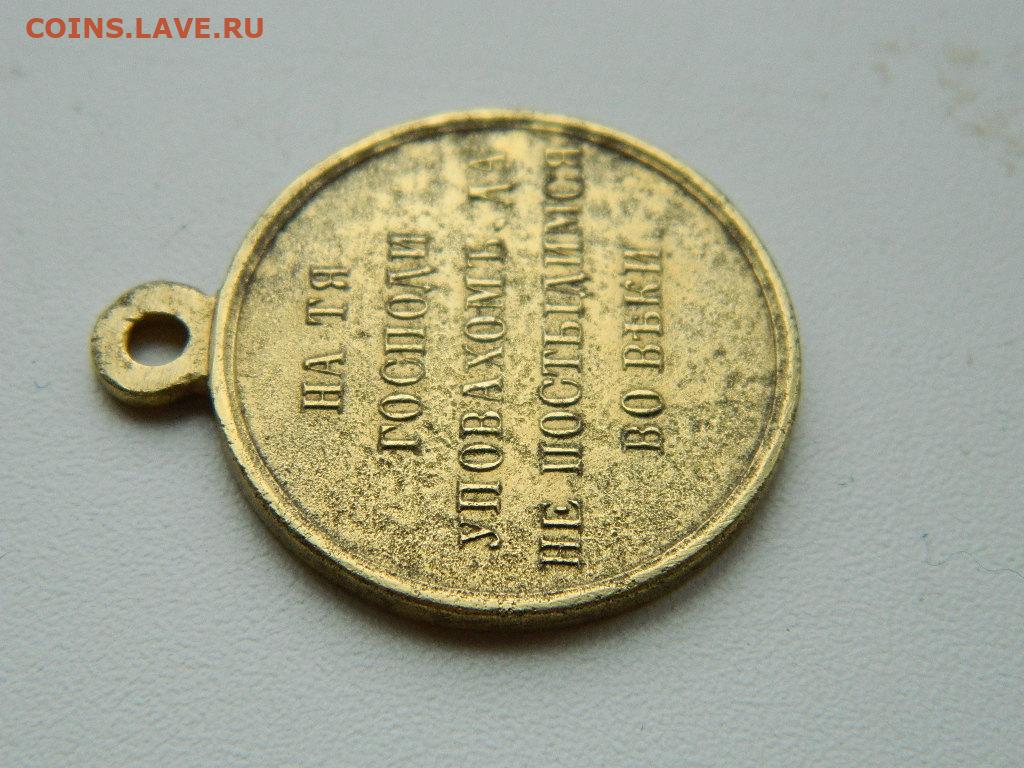 COINS.LAVE.RU
НА ТЯ
ГОСПОДИ
УПОВАХОМЪ. ДА
НЕ ПОСТЫДИМСЯ
ВО ВѢКИ